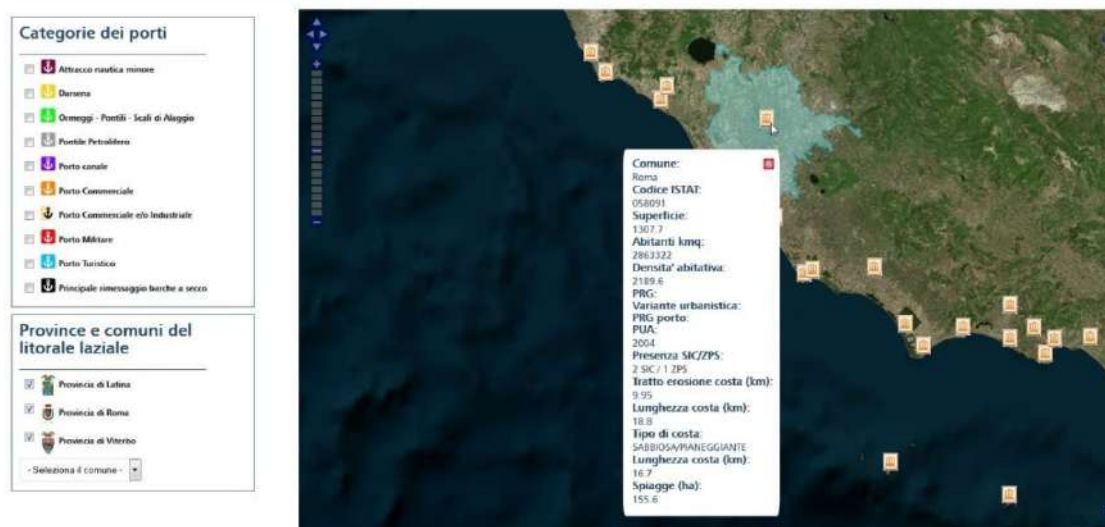 Categorie dei porti
Attracco nautica minore
Darsena
Ormeggi - Pontili - Scali di Alaggio
Pontile Petrolifero
Porto canale
Porto Commerciale
Porto Commerciale e/o Industriale
Porto Militare
Porto Turistico
Principale rimessaggio barche a secco
Province e comuni del
litorale laziale
Provincia di Latina
Provincia di Roma
Provincia di Viterbo
- Seleziona il comune -
Comune:
Roma
Codice ISTAT:
058091
Superficie:
1307.7
Abitanti kmq:
2863322
Densita' abitativa:
2189.6
PRG:
Variante urbanistica:
PRG porto:
PUA:
2004
Presenza SIC/ZPS:
2 SIC / 1 ZPS
Tratto erosione costa (km):
9.95
Lunghezza costa (km):
18.8
Tipo di costa:
SABBIOSA/PIANEGGIANTE
Lunghezza costa (km):
16.7
Spiagge (ha):
155.6